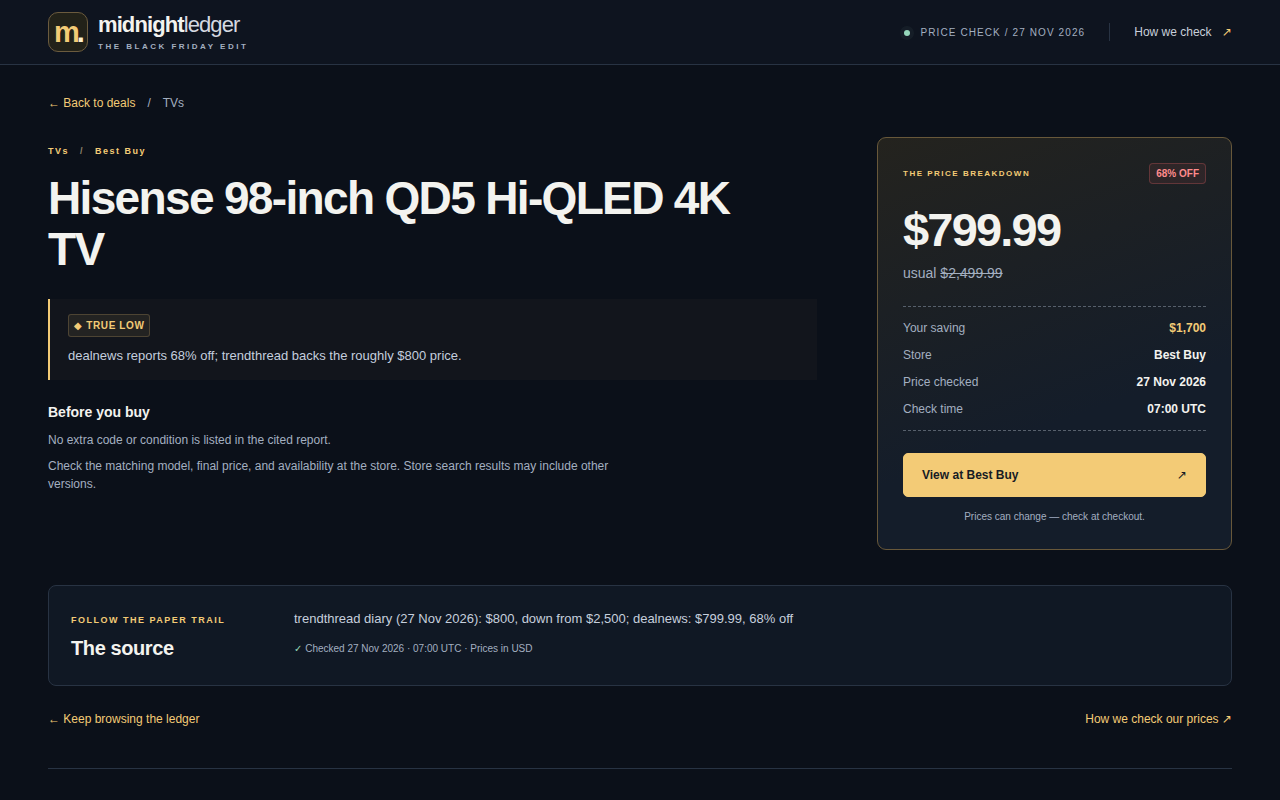 m.
midnightledger
THE BLACK FRIDAY EDIT
PRICE CHECK / 27 NOV 2026
How we check ↗
← Back to deals / TVs
TVs / Best Buy
Hisense 98-inch QD5 Hi-QLED 4K
TV
◆ TRUE LOW
dealnews reports 68% off; trendthread backs the roughly $800 price.
Before you buy
No extra code or condition is listed in the cited report.
Check the matching model, final price, and availability at the store. Store search results may include other
versions.
THE PRICE BREAKDOWN
68% OFF
$799.99
usual $2,499.99
Your saving $1,700
Store Best Buy
Price checked 27 Nov 2026
Check time 07:00 UTC
View at Best Buy ↗
Prices can change — check at checkout.
FOLLOW THE PAPER TRAIL
The source
trendthread diary (27 Nov 2026): $800, down from $2,500; dealnews: $799.99, 68% off
✓ Checked 27 Nov 2026 · 07:00 UTC · Prices in USD
← Keep browsing the ledger
How we check our prices ↗